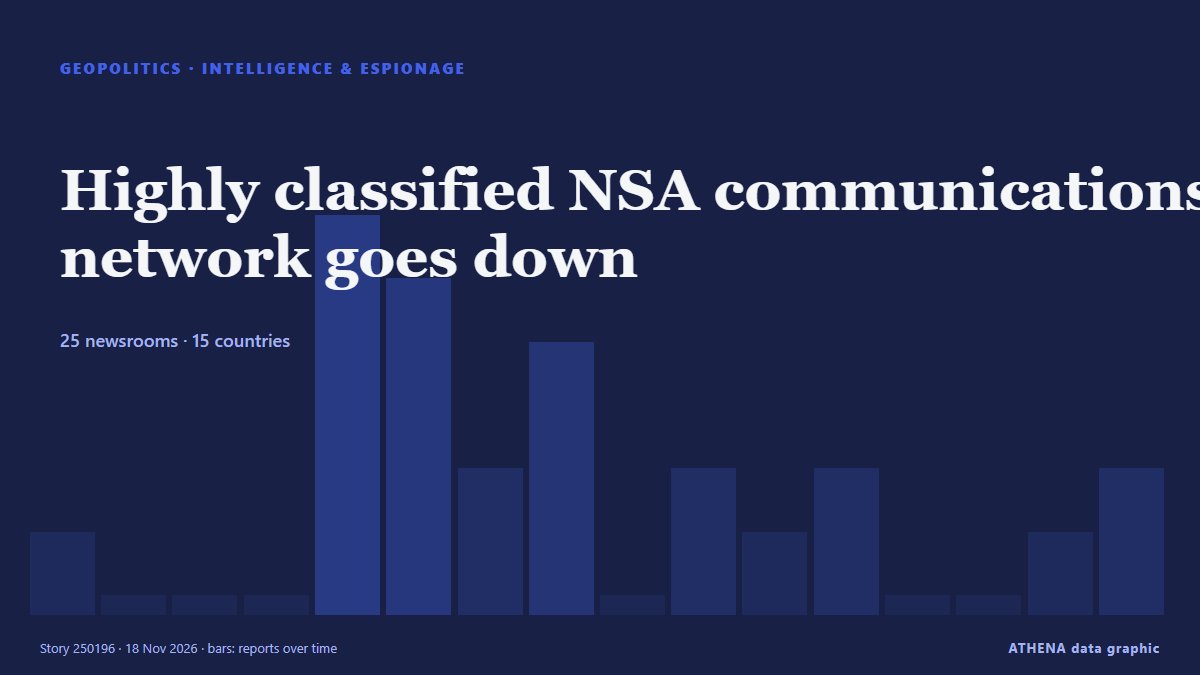 GEOPOLITICS · INTELLIGENCE & ESPIONAGE
Highly classified NSA communications
network goes down
25 newsrooms · 15 countries
Story 250196 · 18 Nov 2026 · bars: reports over time
ATHENA data graphic